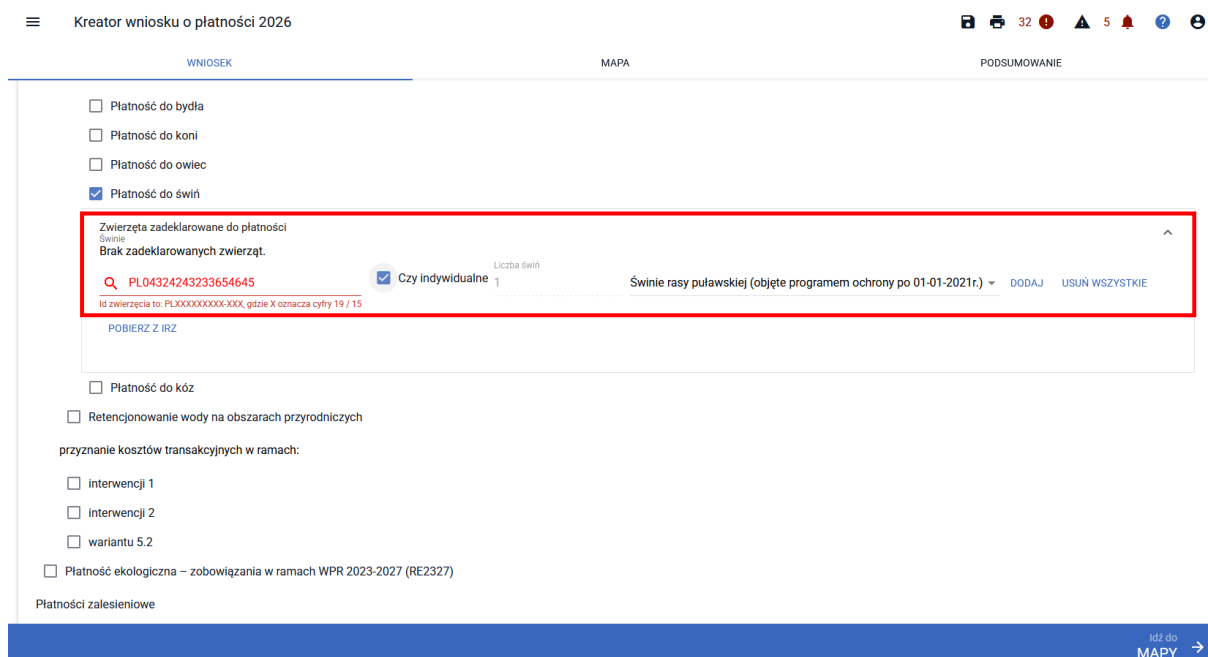 Kreator wniosku o płatności 2026
32 5
WNIOSEK MAPA PODSUMOWANIE
Płatność do bydła
Płatność do koni
Płatność do owiec
Płatność do świń
Zwierzęta zadeklarowane do płatności
Świnie
Brak zadeklarowanych zwierząt.
PL04324243233654645
Czy indywidualne
Liczba świń
1
Świnie rasy puławskiej (objęte programem ochrony po 01-01-2021r.)
DODAJ USUŃ WSZYSTKIE
Id zwierzęcia to: PLXXXXXXXXX-XXX, gdzie X oznacza cyfry 19 / 15
POBIERZ Z IRZ
Płatność do kóz
Retencjonowanie wody na obszarach przyrodniczych
przyznanie kosztów transakcyjnych w ramach:
interwencji 1
interwencji 2
wariantu 5.2
Płatność ekologiczna – zobowiązania w ramach WPR 2023-2027 (RE2327)
Płatności zalesieniowe
Idź do
MAPY